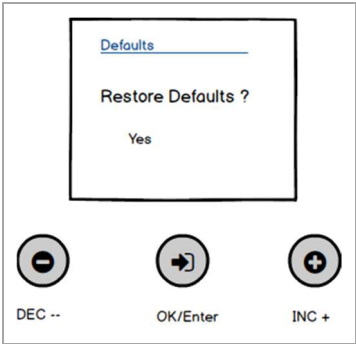 Defaults
Restore Defaults ?
Yes
DEC --
OK/Enter
INC +